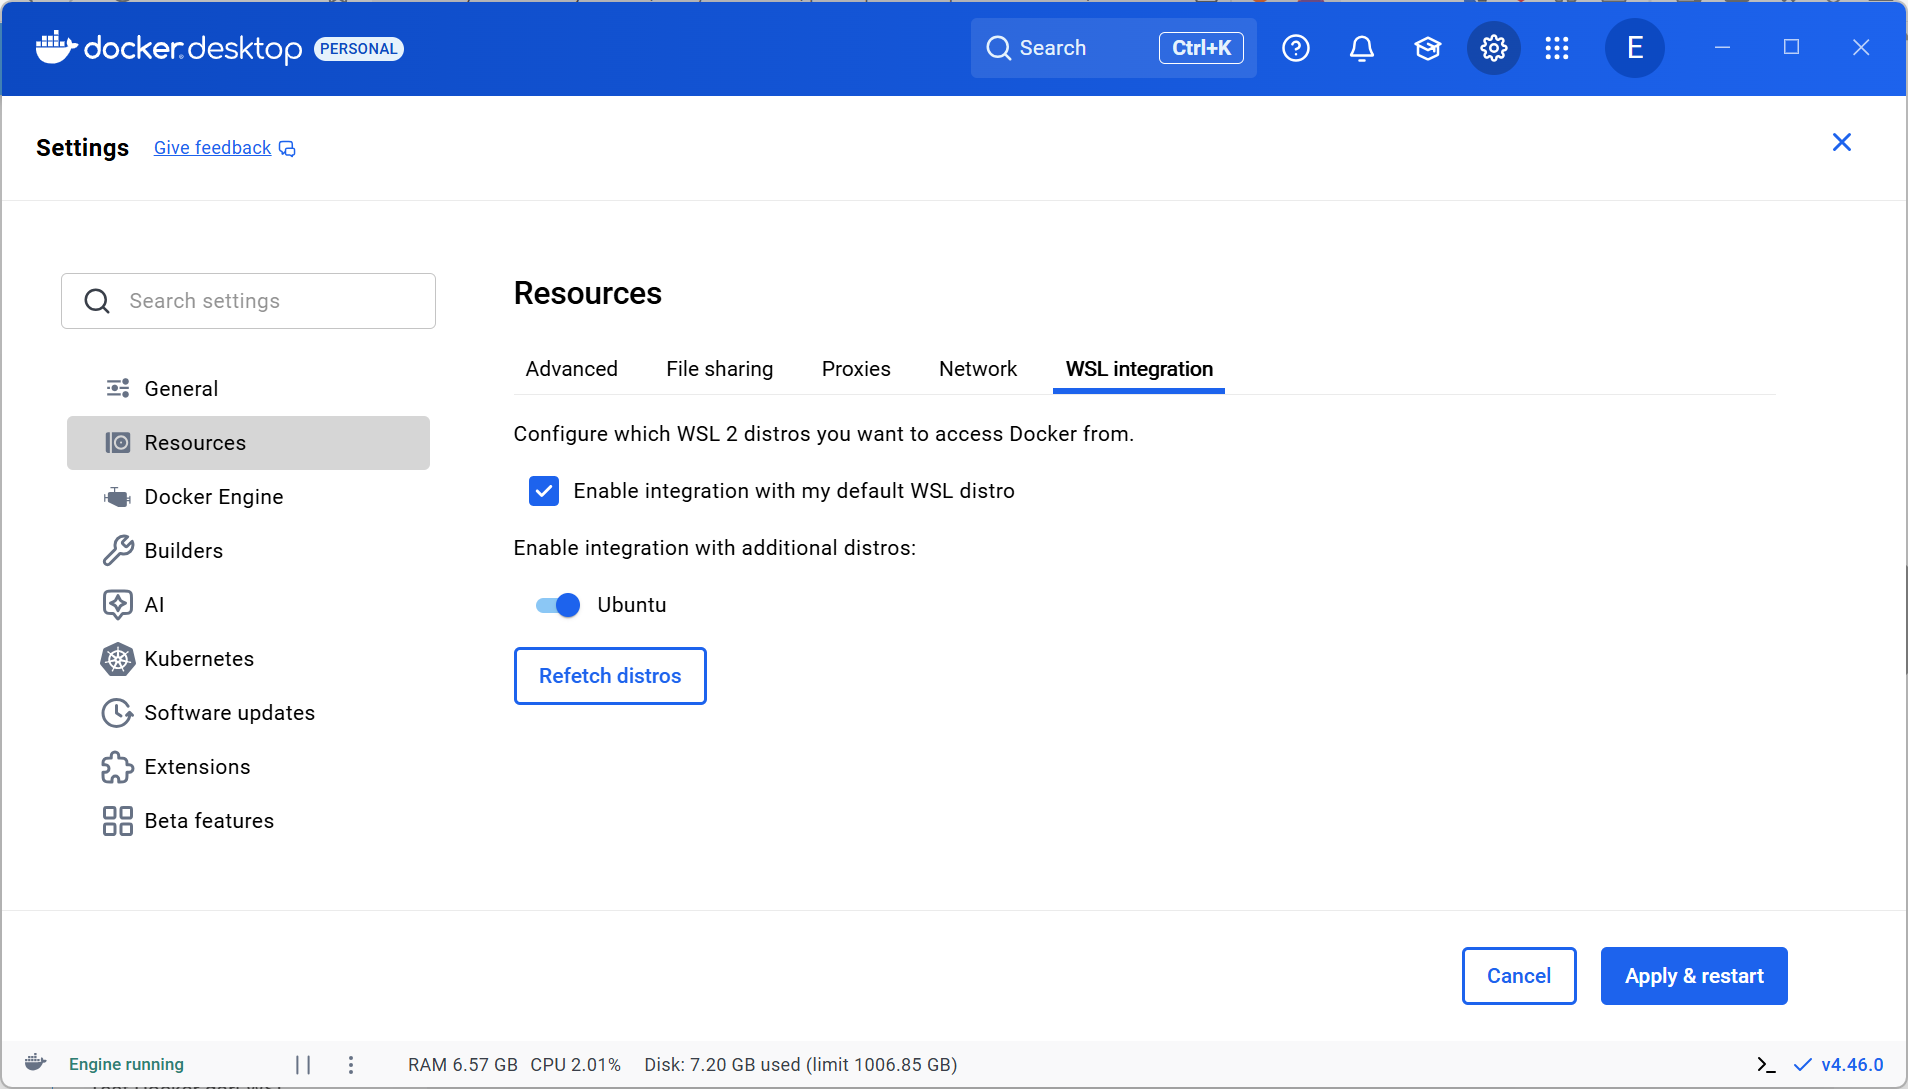 docker desktop PERSONAL
Search Ctrl+K
E
Settings Give feedback
Search settings
General
Resources
Docker Engine
Builders
AI
Kubernetes
Software updates
Extensions
Beta features
Resources
Advanced File sharing Proxies Network WSL integration
Configure which WSL 2 distros you want to access Docker from.
Enable integration with my default WSL distro
Enable integration with additional distros:
Ubuntu
Refetch distros
Cancel Apply & restart
Engine running RAM 6.57 GB CPU 2.01% Disk: 7.20 GB used (limit 1006.85 GB) v4.46.0